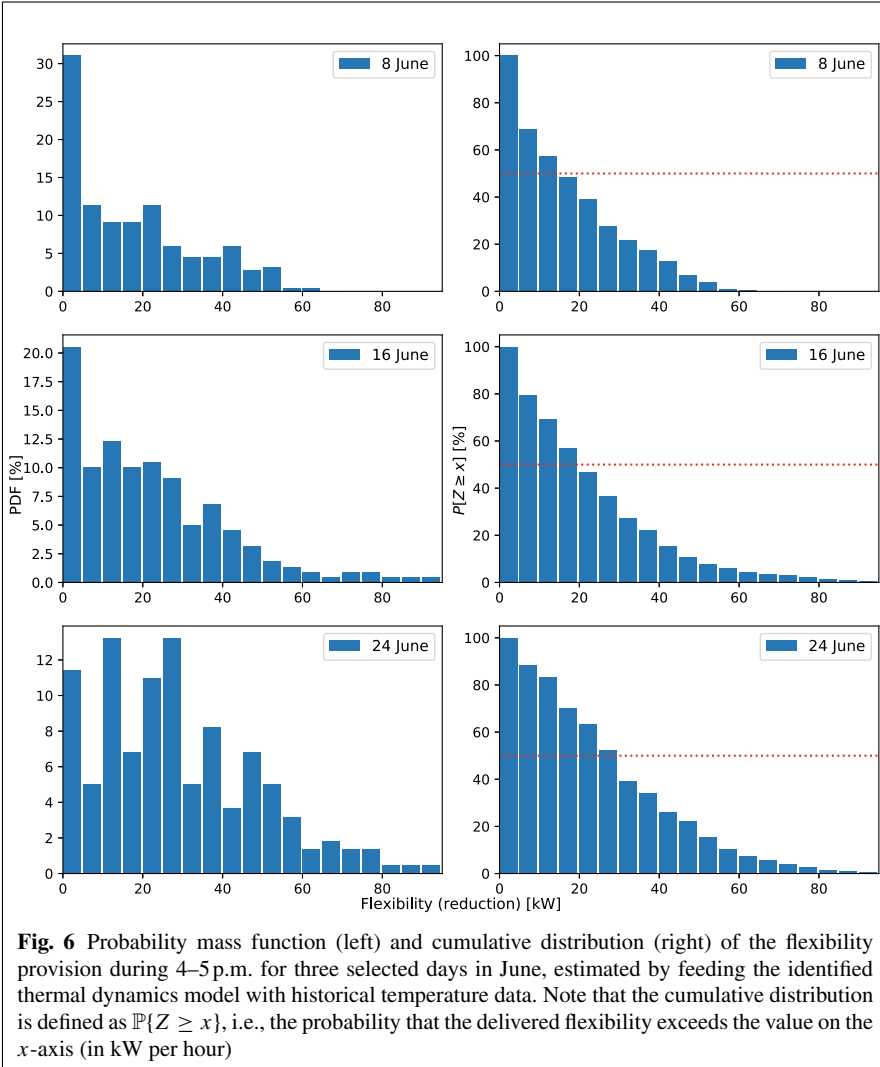 8 June
30
25
20
15
10
5
0
0 20 40 60 80
8 June
100
80
60
40
20
0
0 20 40 60 80
16 June
20.0
17.5
15.0
12.5
10.0
7.5
5.0
2.5
0.0
PDF [%]
0 20 40 60 80
16 June
100
80
60
40
20
0
P[Z ≥ x] [%]
0 20 40 60 80
24 June
12
10
8
6
4
2
0
0 20 40 60 80
24 June
100
80
60
40
20
0
0 20 40 60 80
Flexibility (reduction) [kW]
Fig. 6 Probability mass function (left) and cumulative distribution (right) of the flexibility
provision during 4–5 p.m. for three selected days in June, estimated by feeding the identified
thermal dynamics model with historical temperature data. Note that the cumulative distribution
is defined as ℙ{Z ≥ x}, i.e., the probability that the delivered flexibility exceeds the value on the
x-axis (in kW per hour)